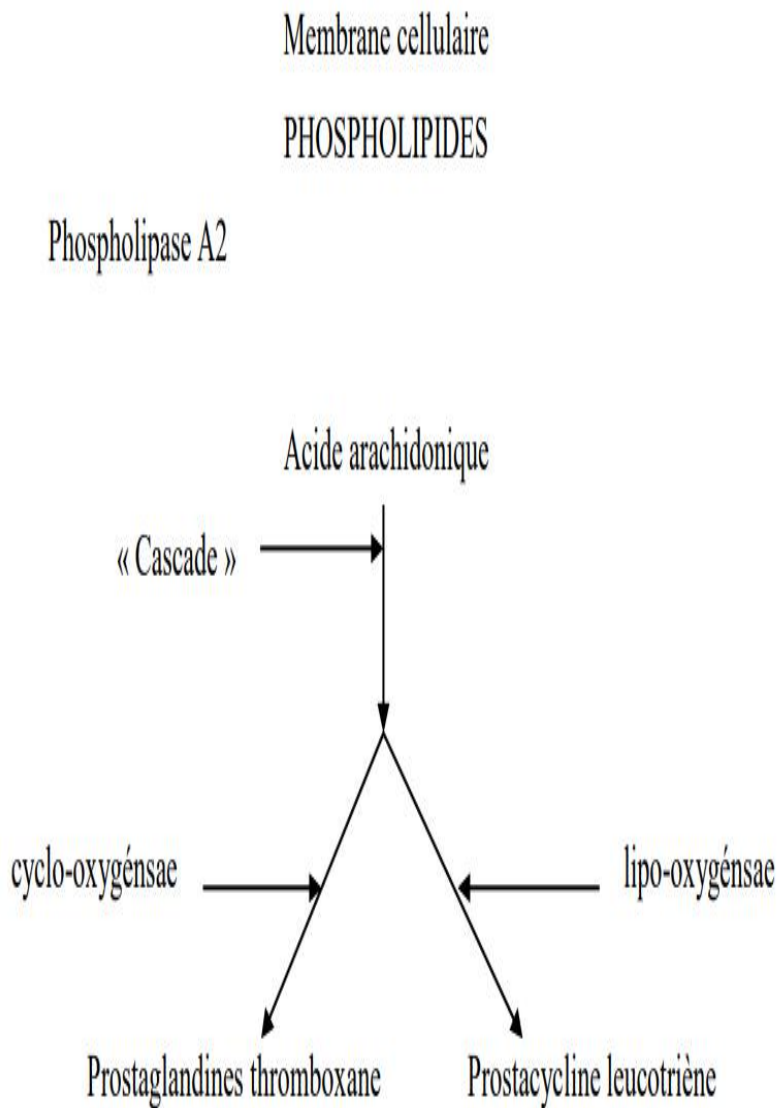 Membrane cellulaire
PHOSPHOLIPIDES
Phospholipase A2
Acide arachidonique
« Cascade »
cyclo-oxygénsae
lipo-oxygénsae
Prostaglandines thromboxane
Prostacycline leucotriène